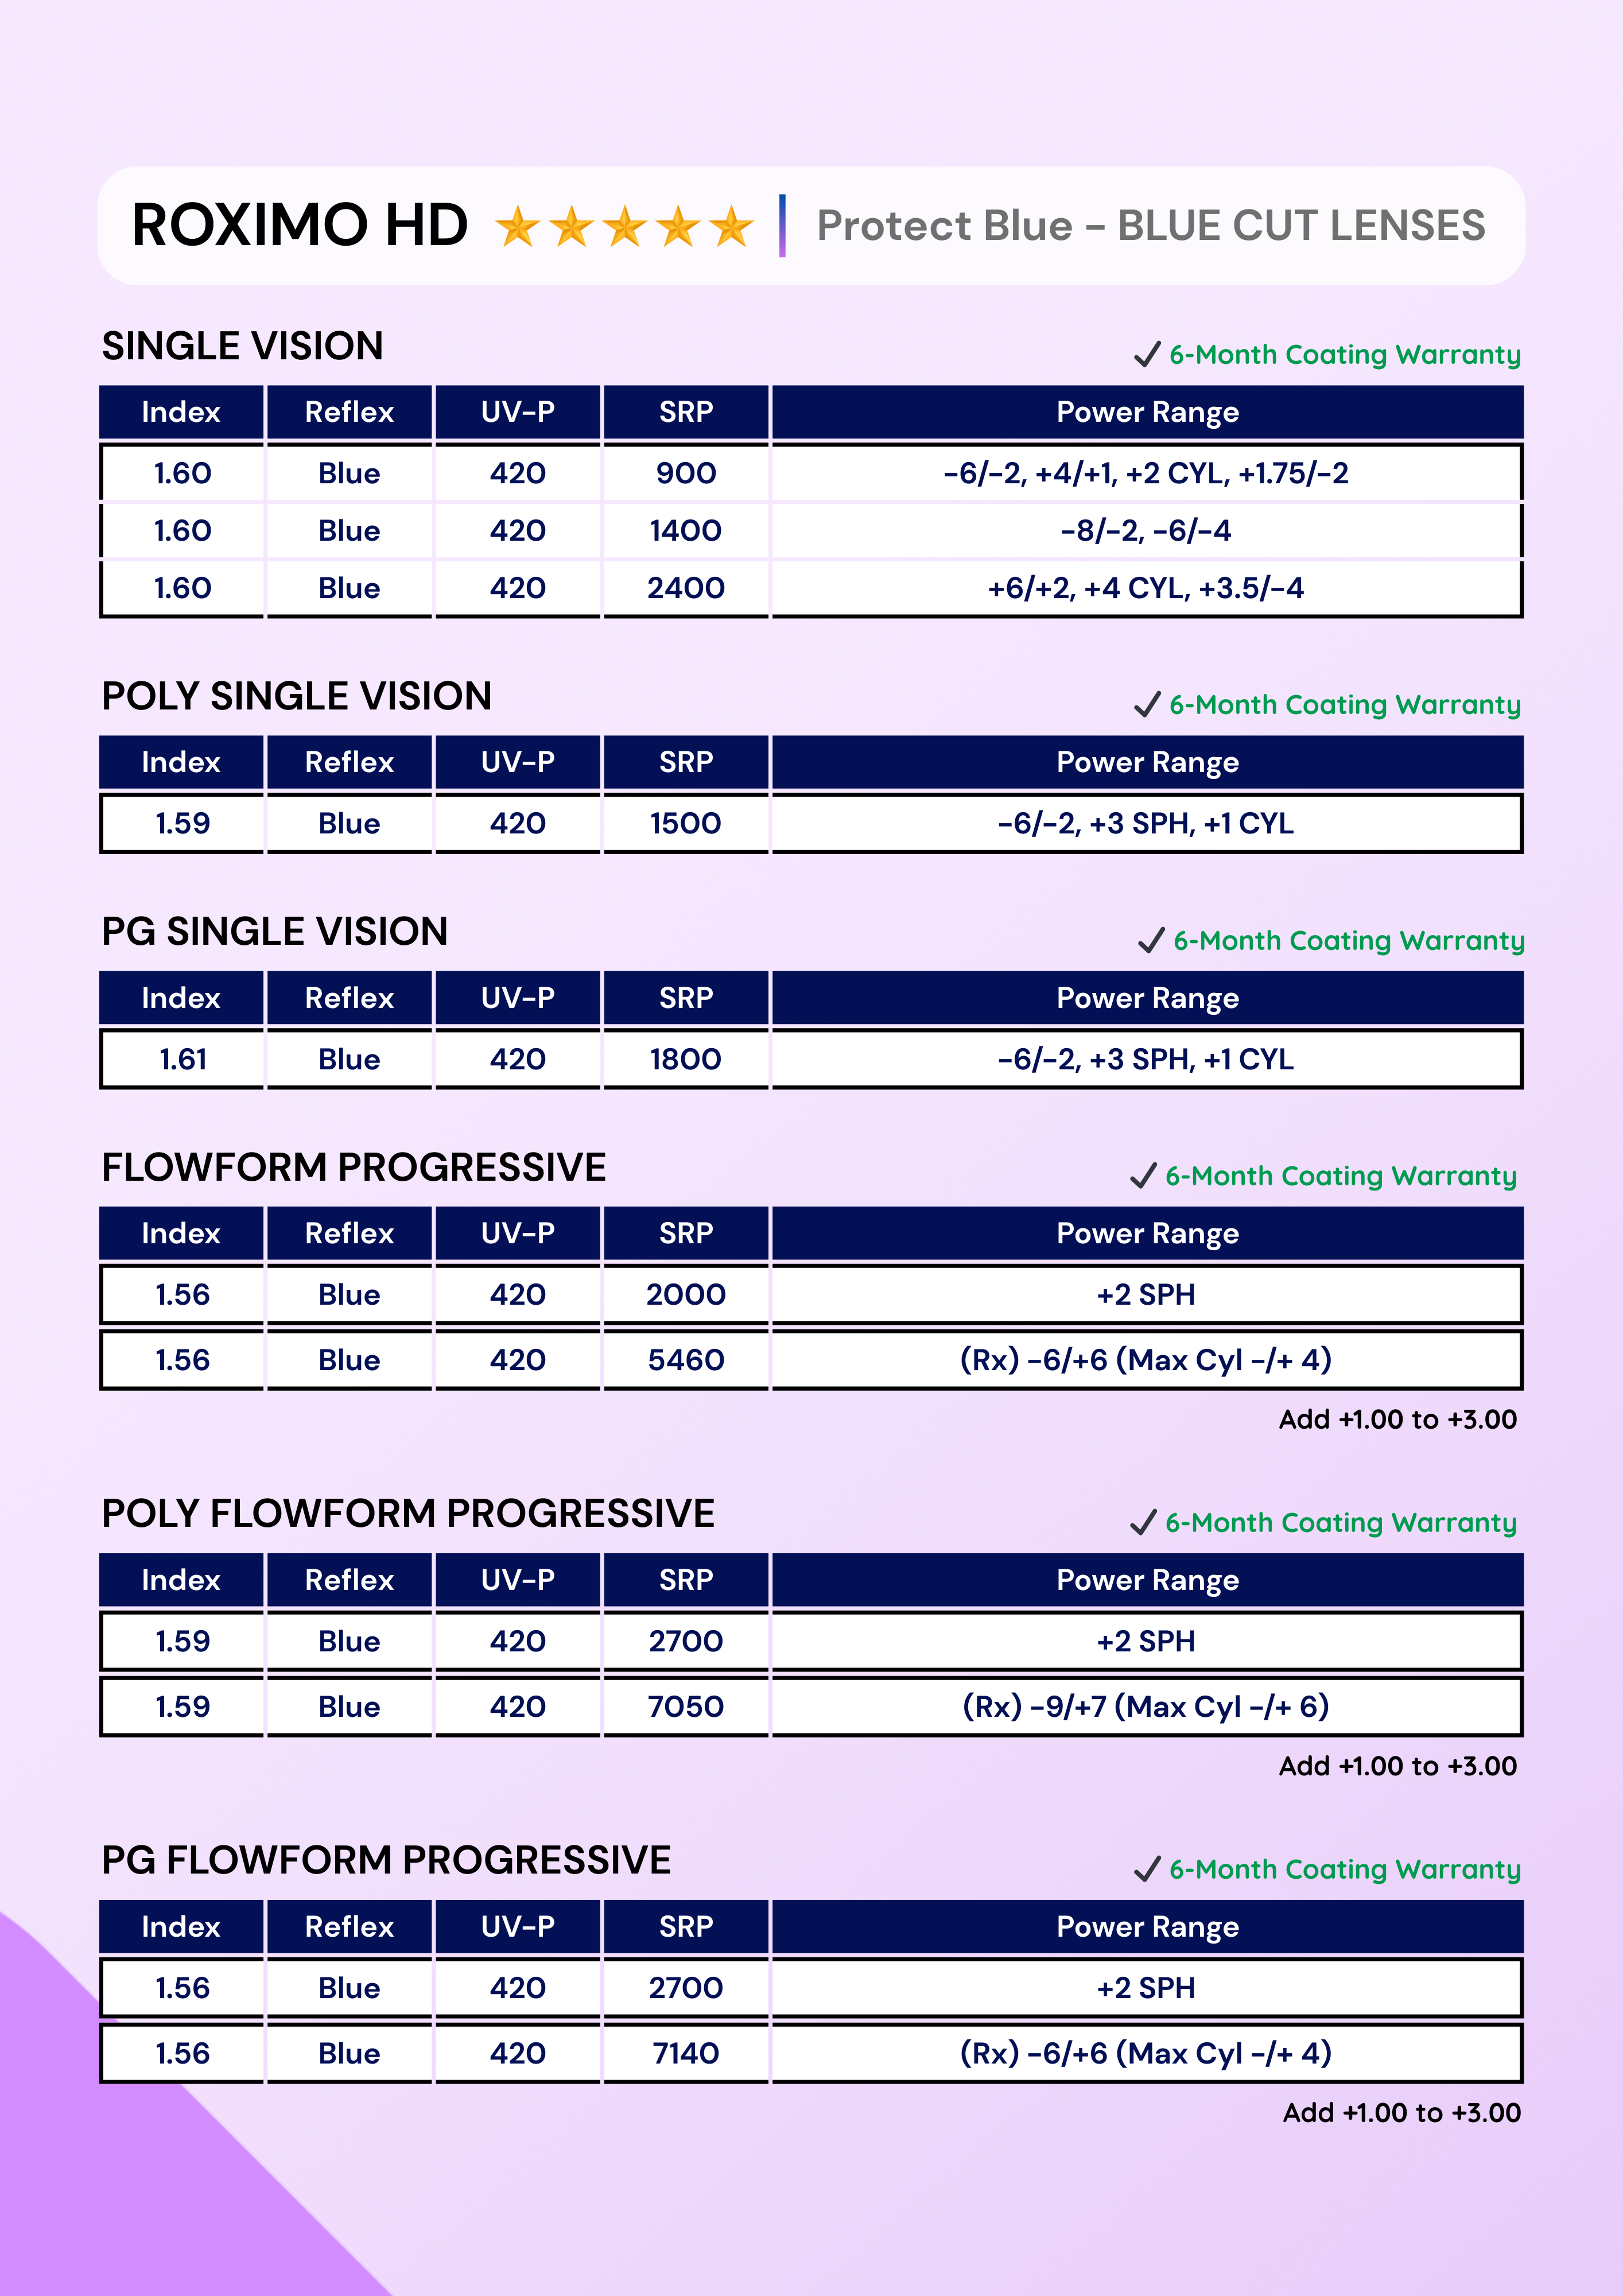 ROXIMO HD | Protect Blue – BLUE CUT LENSES
SINGLE VISION
✓ 6-Month Coating Warranty
Index Reflex UV-P SRP Power Range
1.60 Blue 420 900 -6/-2, +4/+1, +2 CYL, +1.75/-2
1.60 Blue 420 1400 -8/-2, -6/-4
1.60 Blue 420 2400 +6/+2, +4 CYL, +3.5/-4
POLY SINGLE VISION
✓ 6-Month Coating Warranty
Index Reflex UV-P SRP Power Range
1.59 Blue 420 1500 -6/-2, +3 SPH, +1 CYL
PG SINGLE VISION
✓ 6-Month Coating Warranty
Index Reflex UV-P SRP Power Range
1.61 Blue 420 1800 -6/-2, +3 SPH, +1 CYL
FLOWFORM PROGRESSIVE
✓ 6-Month Coating Warranty
Index Reflex UV-P SRP Power Range
1.56 Blue 420 2000 +2 SPH
1.56 Blue 420 5460 (Rx) -6/+6 (Max Cyl -/+ 4)
Add +1.00 to +3.00
POLY FLOWFORM PROGRESSIVE
✓ 6-Month Coating Warranty
Index Reflex UV-P SRP Power Range
1.59 Blue 420 2700 +2 SPH
1.59 Blue 420 7050 (Rx) -9/+7 (Max Cyl -/+ 6)
Add +1.00 to +3.00
PG FLOWFORM PROGRESSIVE
✓ 6-Month Coating Warranty
Index Reflex UV-P SRP Power Range
1.56 Blue 420 2700 +2 SPH
1.56 Blue 420 7140 (Rx) -6/+6 (Max Cyl -/+ 4)
Add +1.00 to +3.00